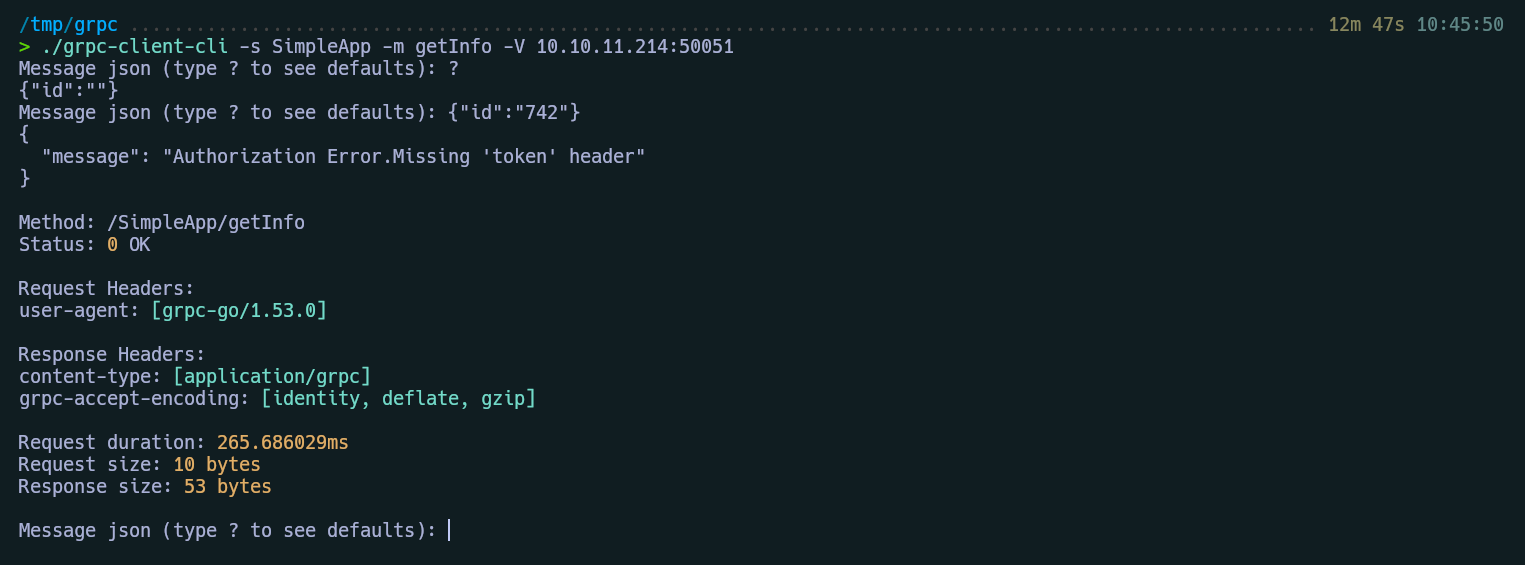 /tmp/grpc ........................................................................................................... 12m 47s 10:45:50
> ./grpc-client-cli -s SimpleApp -m getInfo -V 10.10.11.214:50051
Message json (type ? to see defaults): ?
{"id":""}
Message json (type ? to see defaults): {"id":"742"}
{
  "message": "Authorization Error.Missing 'token' header"
}

Method: /SimpleApp/getInfo
Status: 0 OK

Request Headers:
user-agent: [grpc-go/1.53.0]

Response Headers:
content-type: [application/grpc]
grpc-accept-encoding: [identity, deflate, gzip]

Request duration: 265.686029ms
Request size: 10 bytes
Response size: 53 bytes

Message json (type ? to see defaults):